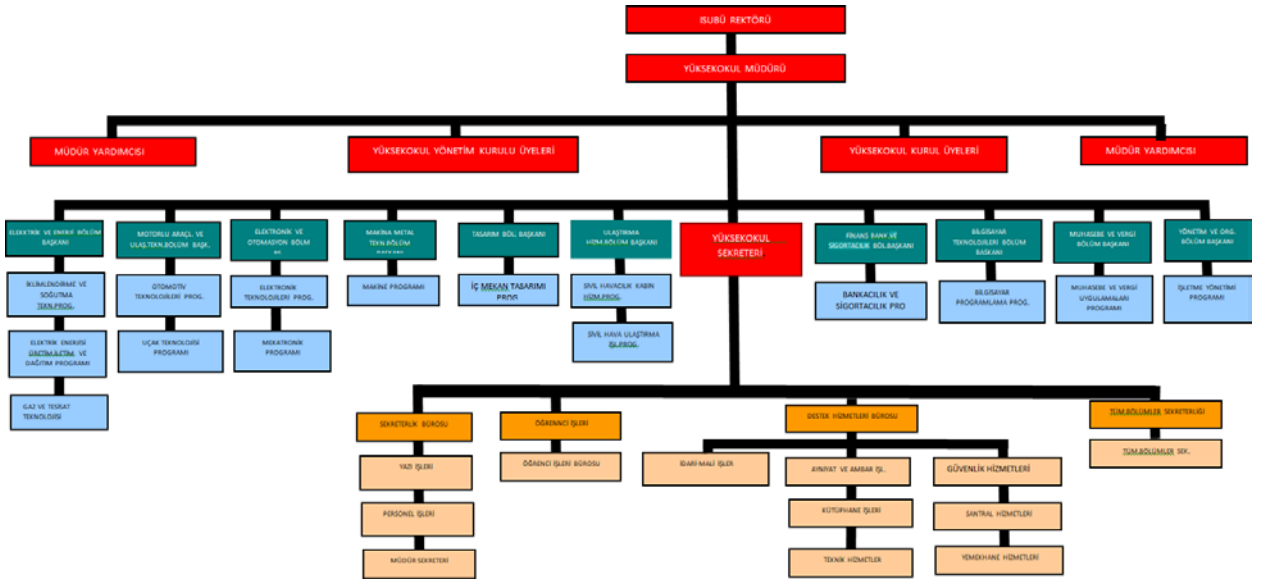 ISUBÜ REKTÖRÜ
YÜKSEKOKUL MÜDÜRÜ
MÜDÜR YARDIMCISI
YÜKSEKOKUL YÖNETİM KURULU ÜYELERİ
YÜKSEKOKUL KURUL ÜYELERİ
MÜDÜR YARDIMCISI
ELEKTRİK VE ENERJİ BÖLÜM
BAŞKANI
MOTORLU ARAÇL. VE
ULAŞ.TEKN.BÖLÜM BAŞK.
ELEKTRONİK VE
OTOMASYON BÖLM
MAKİNA METAL
TEKN.BÖLÜM
TASARIM BÖL. BAŞKANI
ULAŞTIRMA
HİZM.BÖLÜM BAŞKANI
YÜKSEKOKUL
SEKRETERİ
FİNANS BANK.VE
SİGORTACILIK BÖL.BAŞKANI
BİLGİSAYAR
TEKNOLOJİLERİ BÖLÜM
BAŞKANI
MUHASEBE VE VERGİ
BÖLÜM BAŞKANI
YÖNETİM VE ORG.
BÖLÜM BAŞKANI
İKLİMLENDİRME VE
SOĞUTMA
TEKN.PROG.
OTOMOTİV
TEKNOLOJİLERİ PROG.
ELEKTRONİK
TEKNOLOJİLERİ PROG.
MAKİNE PROGRAMI
İÇ MEKAN TASARIMI
PROG
SİVİL HAVACILIK KABİN
HİZM.PROG.
BANKACILIK VE
SİGORTACILIK PRO
BİLGİSAYAR
PROGRAMLAMA PROG.
MUHASEBE VE VERGİ
UYGULAMALARI
PROGRAMI
İŞLETME YÖNETİMİ
PROGRAMI
ELEKTRİK ENERJİSİ
ÜRETİM,İLETİM VE
DAĞITIM PROGRAMI
UÇAK TEKNOLOJİSİ
PROGRAMI
MEKATRONİK
PROGRAMI
SİVİL HAVA ULAŞTIRMA
İŞL.PROG.
GAZ VE TESİSAT
TEKNOLOJİSİ
SEKRETERLİK BÜROSU
ÖĞRENNCİ İŞLERİ
DESTEK HİZMETLERİ BÜROSU
TÜM.BÖLÜMLER SEKRETERLİĞİ
YAZI İŞLERİ
ÖĞRENCİ İŞLERİ BÜROSU
İDARİ-MALİ İŞLER
AYNİYAT VE AMBAR İŞL.
GÜVENLİK HİZMETLERİ
TÜM.BÖLÜMLER SEK.
PERSONEL İŞLERİ
KÜTÜPHANE İŞLERİ
SANTRAL HİZMETLERİ
MÜDÜR SEKRETERİ
TEKNİK HİZMETLER
YEMEKHANE HİZMETLERİ